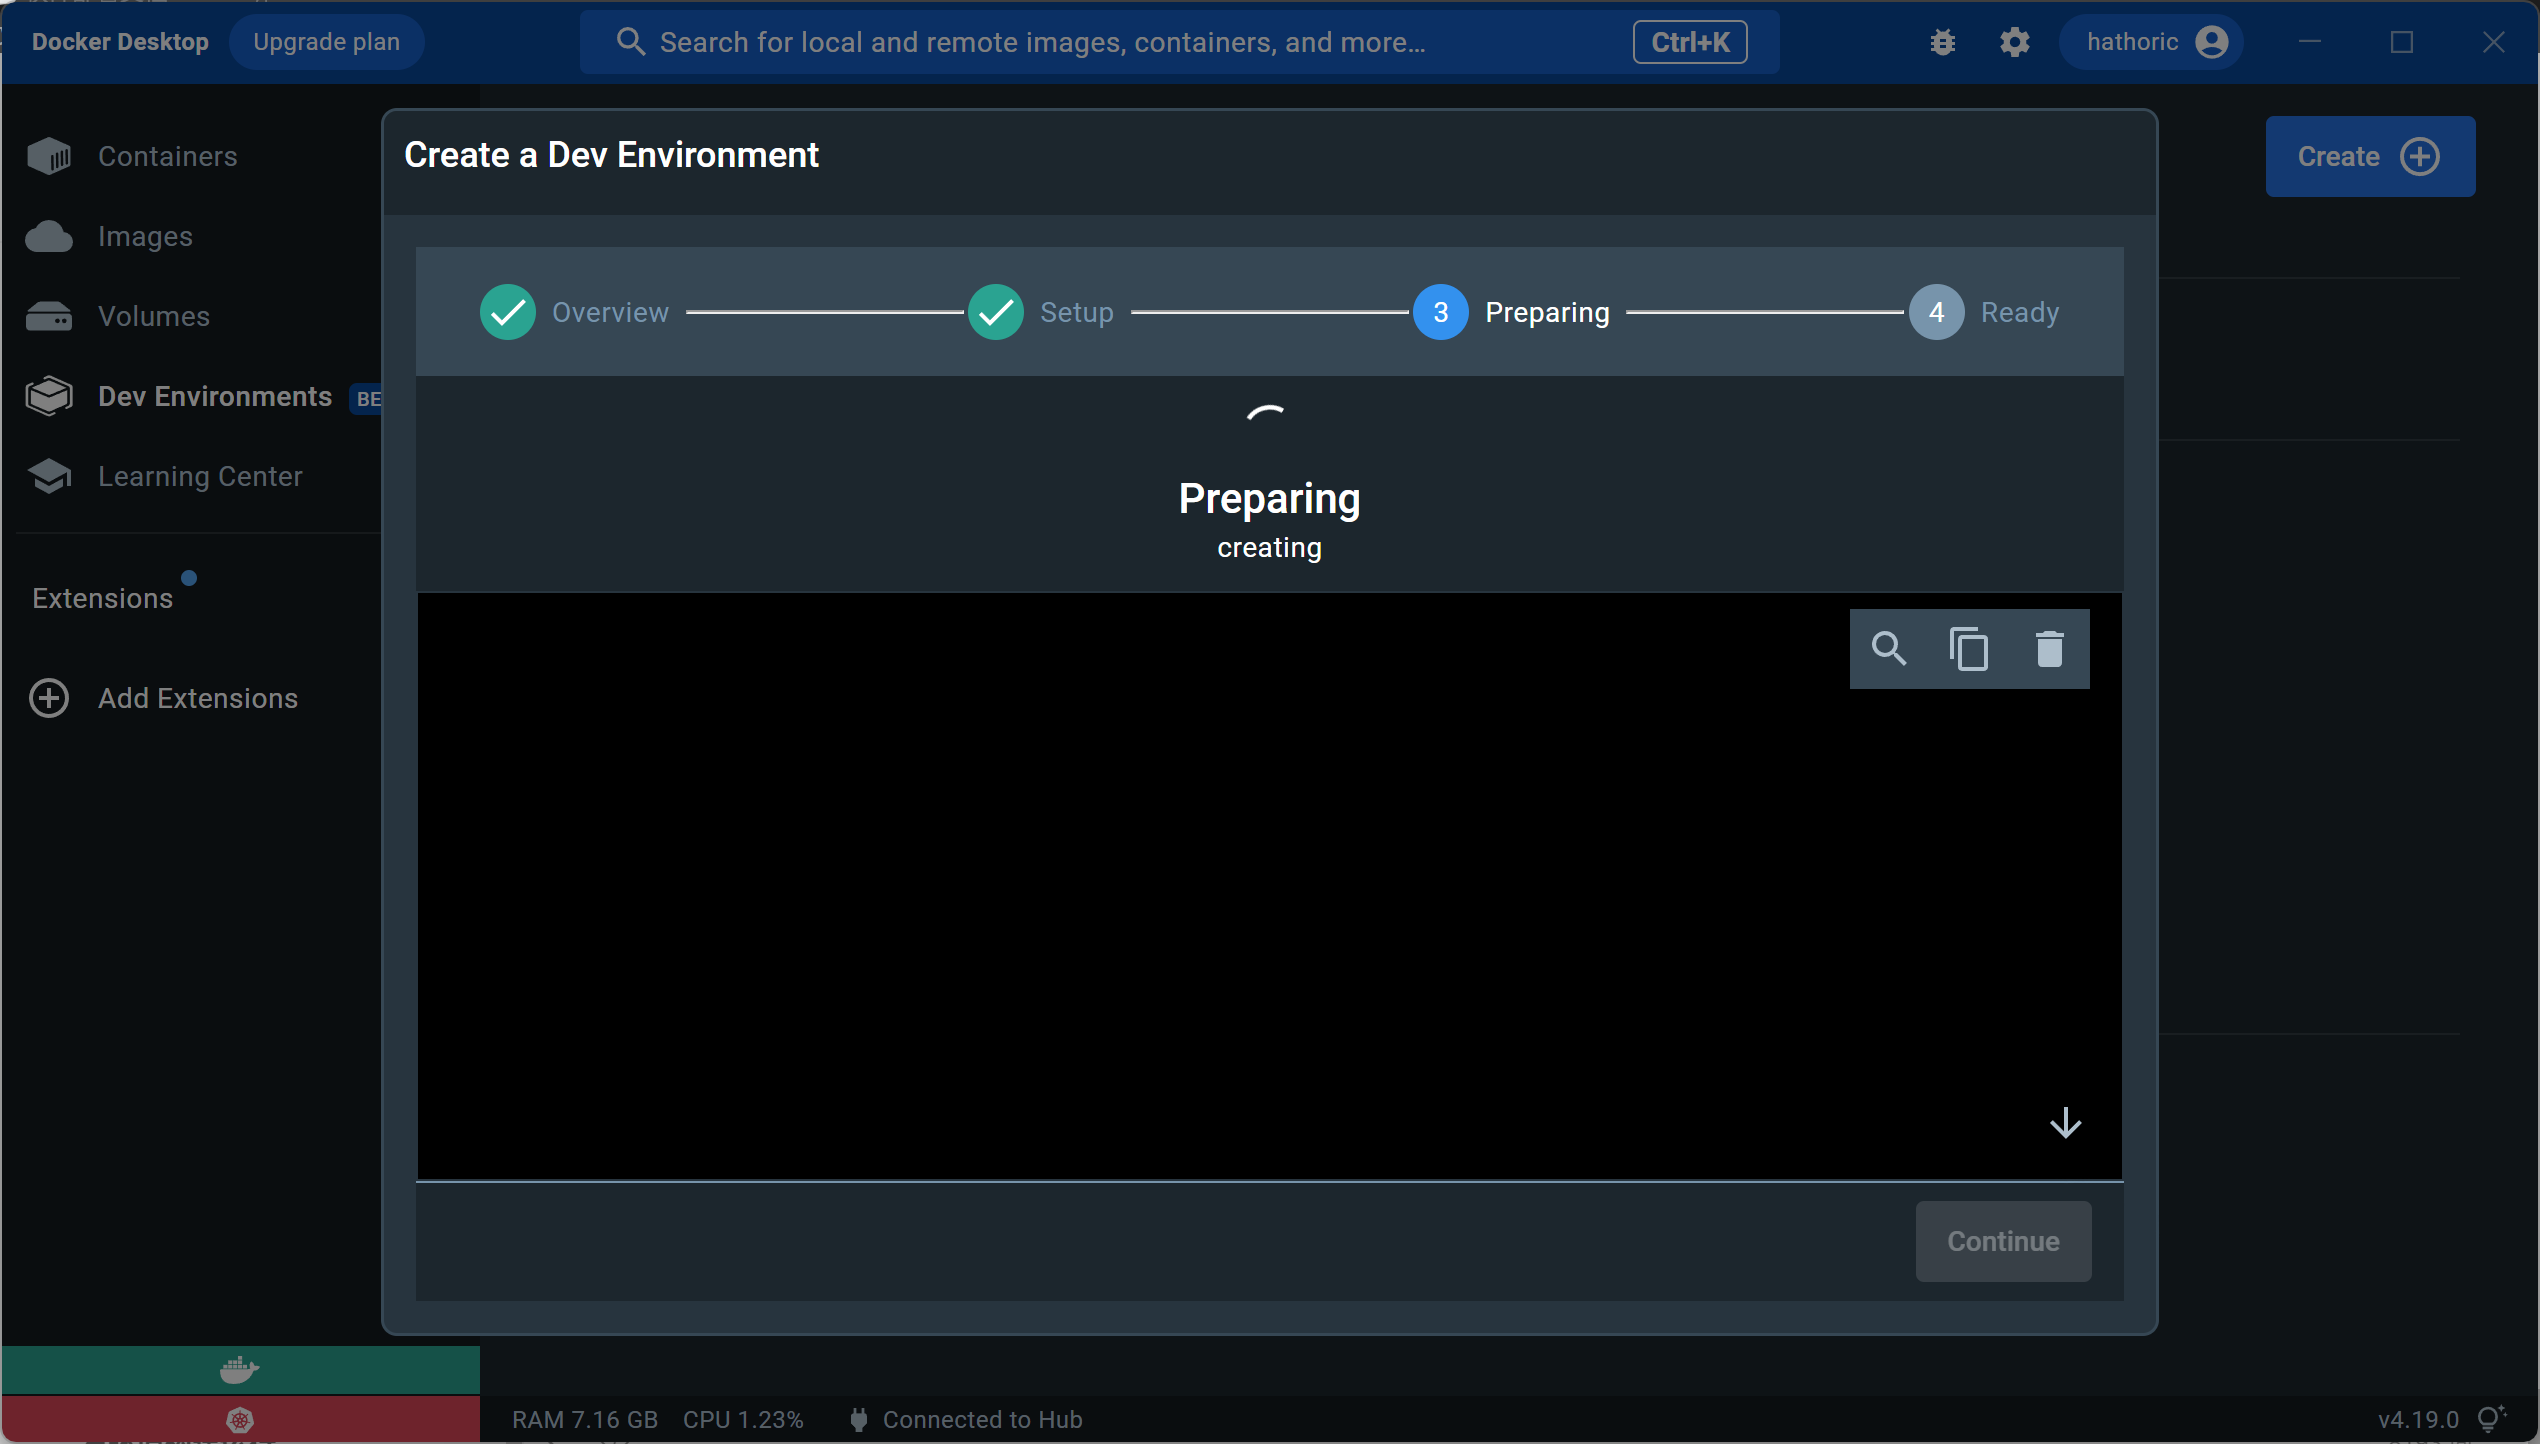 Docker Desktop
Upgrade plan
Search for local and remote images, containers, and more...
Ctrl+K
hathoric
Containers
Images
Volumes
Dev Environments BE
Learning Center
Extensions
Add Extensions
Create
Create a Dev Environment
Overview
Setup
3 Preparing
4 Ready
Preparing
creating
Continue
RAM 7.16 GB CPU 1.23% Connected to Hub
v4.19.0